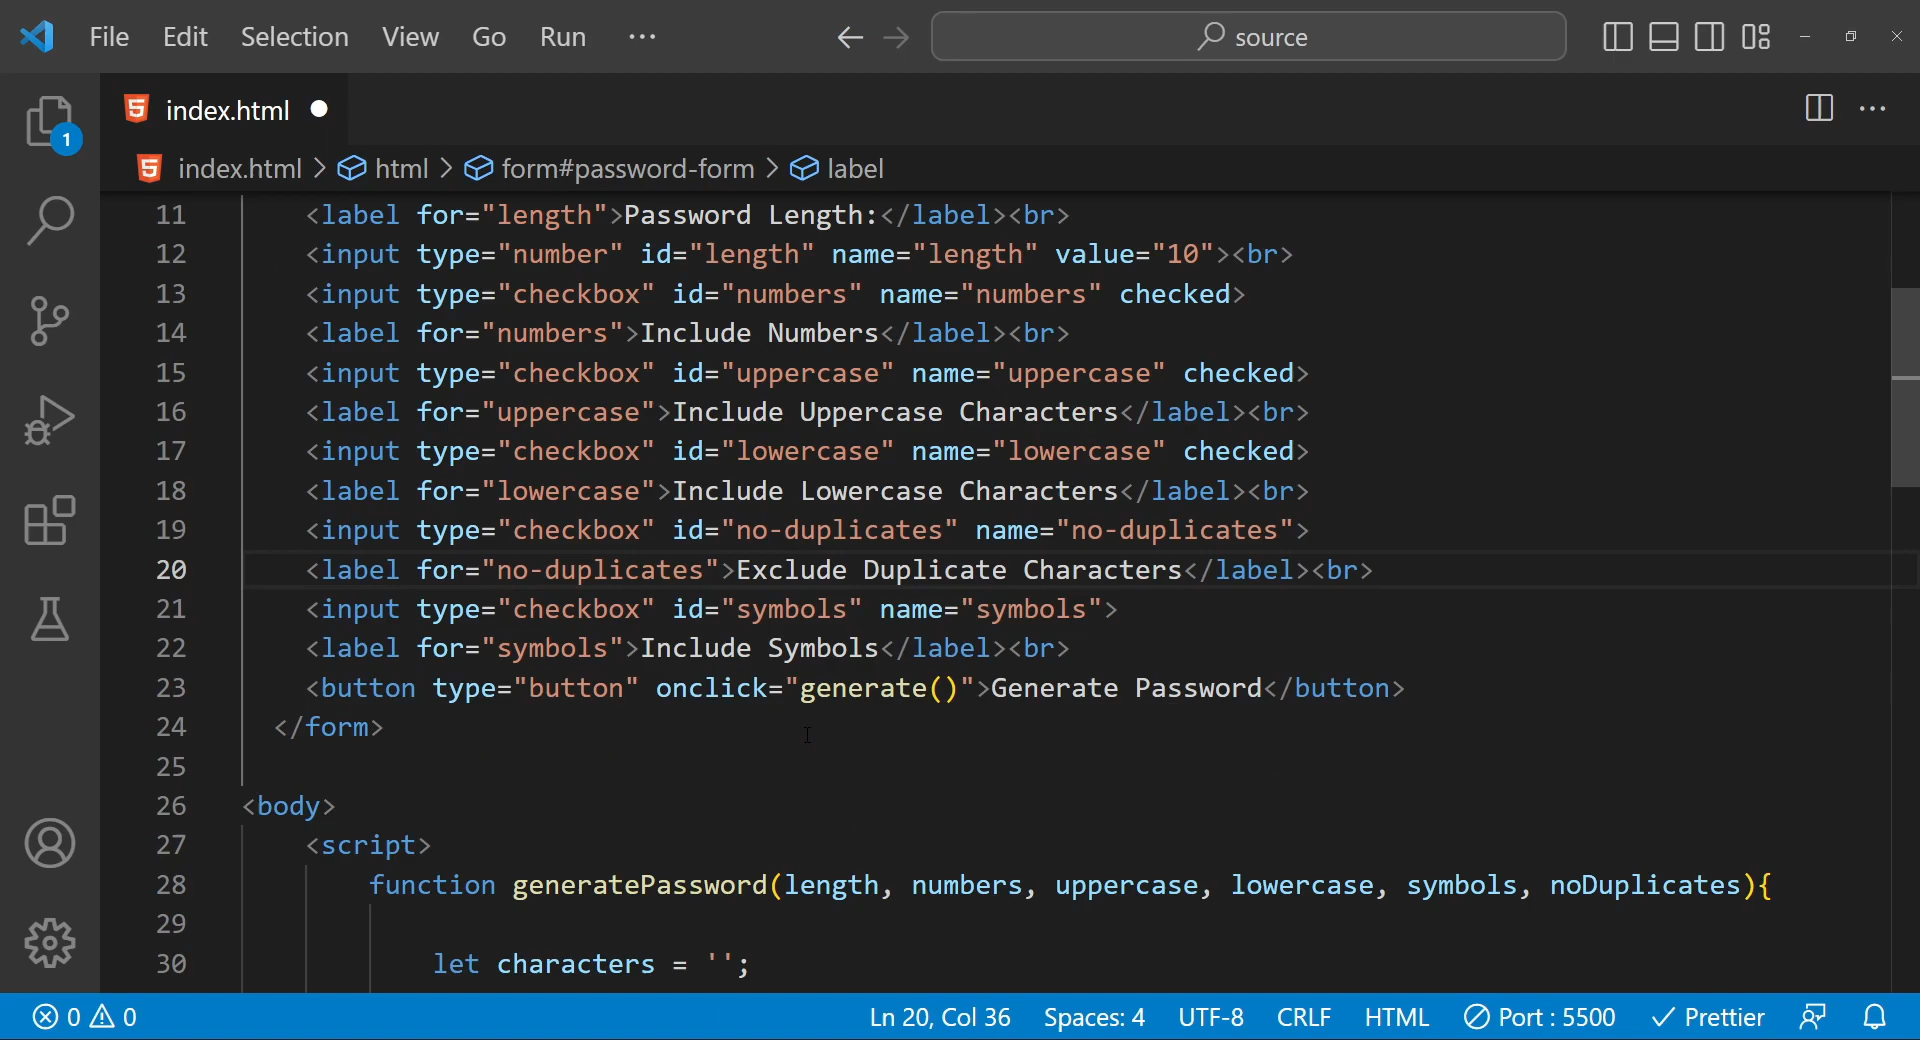 File Edit Selection View Go Run ··· source
index.html
index.html > html > form#password-form > label
1
11 <label for="length">Password Length:</label><br>
12 <input type="number" id="length" name="length" value="10"><br>
13 <input type="checkbox" id="numbers" name="numbers" checked>
14 <label for="numbers">Include Numbers</label><br>
15 <input type="checkbox" id="uppercase" name="uppercase" checked>
16 <label for="uppercase">Include Uppercase Characters</label><br>
17 <input type="checkbox" id="lowercase" name="lowercase" checked>
18 <label for="lowercase">Include Lowercase Characters</label><br>
19 <input type="checkbox" id="no-duplicates" name="no-duplicates">
20 <label for="no-duplicates">Exclude Duplicate Characters</label><br>
21 <input type="checkbox" id="symbols" name="symbols">
22 <label for="symbols">Include Symbols</label><br>
23 <button type="button" onclick="generate()">Generate Password</button>
24 </form>
25
26 <body>
27 <script>
28 function generatePassword(length, numbers, uppercase, lowercase, symbols, noDuplicates){
29
30 let characters = '';
0 0 Ln 20, Col 36 Spaces: 4 UTF-8 CRLF HTML Port : 5500 Prettier